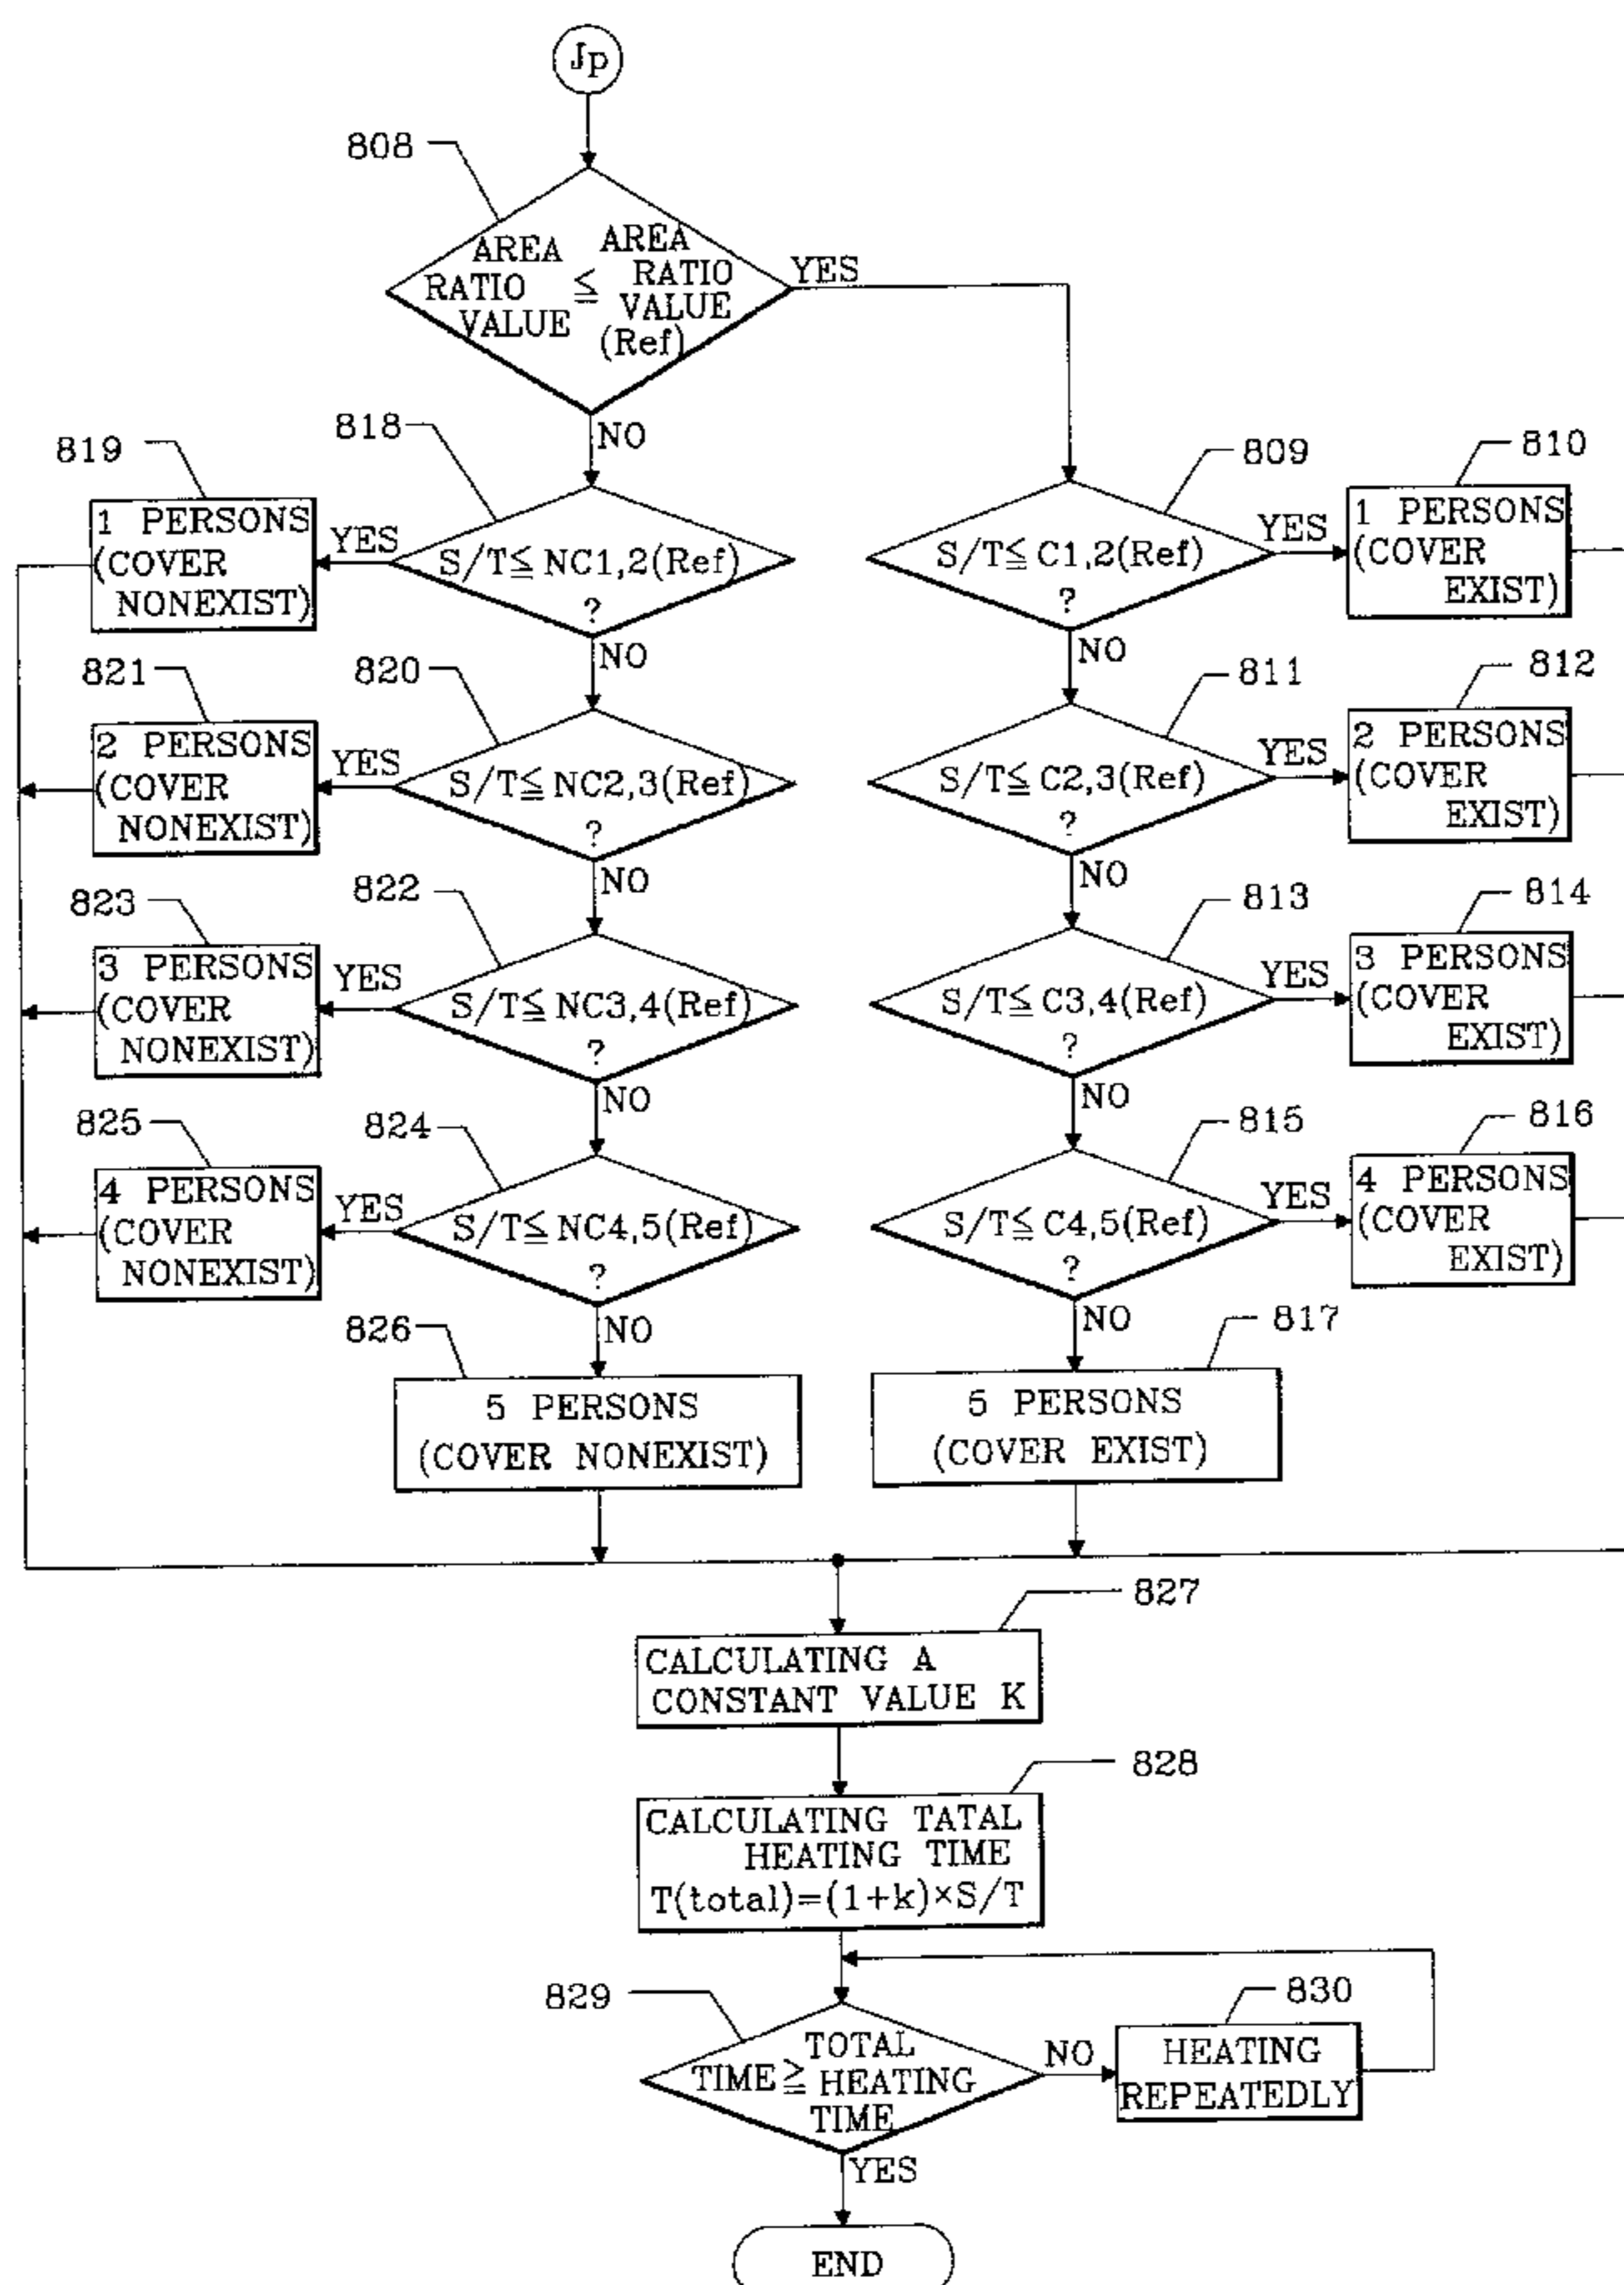 Jp
808
AREA
RATIO
VALUE
≦
AREA
RATIO
VALUE
(Ref)
YES
NO
818
S/T≦ NC1,2(Ref)
?
YES
819
1 PERSONS
(COVER
NONEXIST)
NO
809
S/T≦ C1,2(Ref)
?
YES
810
1 PERSONS
(COVER
EXIST)
NO
820
S/T≦ NC2,3(Ref)
?
YES
821
2 PERSONS
(COVER
NONEXIST)
NO
811
S/T≦ C2,3(Ref)
?
YES
812
2 PERSONS
(COVER
EXIST)
NO
822
S/T≦ NC3,4(Ref)
?
YES
823
3 PERSONS
(COVER
NONEXIST)
NO
813
S/T≦ C3,4(Ref)
?
YES
814
3 PERSONS
(COVER
EXIST)
NO
824
S/T≦ NC4,5(Ref)
?
YES
825
4 PERSONS
(COVER
NONEXIST)
NO
815
S/T≦ C4,5(Ref)
?
YES
816
4 PERSONS
(COVER
EXIST)
NO
826
5 PERSONS
(COVER NONEXIST)
817
5 PERSONS
(COVER EXIST)
827
CALCULATING A
CONSTANT VALUE K
828
CALCULATING TATAL
HEATING TIME
T(total)=(1+k)×S/T
829
TOTAL
TIME ≧ HEATING
TIME
NO
830
HEATING
REPEATEDLY
YES
END